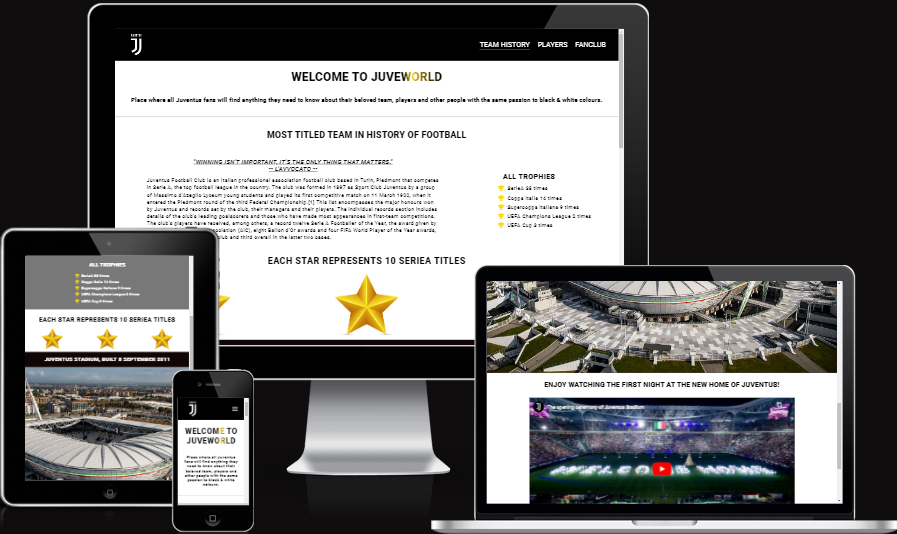 TEAM HISTORY PLAYERS FANCLUB
WELCOME TO JUVEWORLD
Place where all Juventus fans will find anything they need to know about their beloved team, players and other people with the same passion to black & white colours.
MOST TITLED TEAM IN HISTORY OF FOOTBALL
"WINNING ISN'T IMPORTANT, IT'S THE ONLY THING THAT MATTERS."
-- L'AVVOCATO --
Juventus Football Club is an Italian professional association football club based in Turin, Piedmont that competes
in Serie A, the top football league in the country. The club was formed in 1897 as Sport Club Juventus by a group
of Massimo d'Azeglio Lyceum young students and played its first competitive match on 11 March 1900, when it
entered the Piedmont round of the third Federal Championship.[1] This list encompasses the major honours won
by Juventus and records set by the club, their managers and their players. The individual records section includes
details of the club's leading goalscorers and those who have made most appearances in first-team competitions.
The club's players have received, among others, a record twelve Serie A Footballer of the Year, the award given by
(AIC), eight Ballon d'Or awards and four FIFA World Player of the Year awards,
club and third overall in the latter two cases.
ALL TROPHIES
Coppa Italia 14 times
Supercoppa Italiana 9 times
UEFA Champions League 2 times
UEFA Cup 3 times
EACH STAR REPRESENTS 10 SERIEA TITLES
ALL TROPHIES
Coppa Italia 14 times
Supercoppa Italiana 9 times
UEFA Champions League 2 times
UEFA Cup 3 times
EACH STAR REPRESENTS 10 SERIEA TITLES
JUVENTUS STADIUM, BUILT 8 SEPTEMBER 2011
WELCOME TO
JUVEWORLD
Place where all Juventus
fans will find anything they
need to know about their
beloved team, players and
other people with the same
passion to black & white
colours.
ENJOY WATCHING THE FIRST NIGHT AT THE NEW HOME OF JUVENTUS!
The opening ceremony of Juventus Stadium